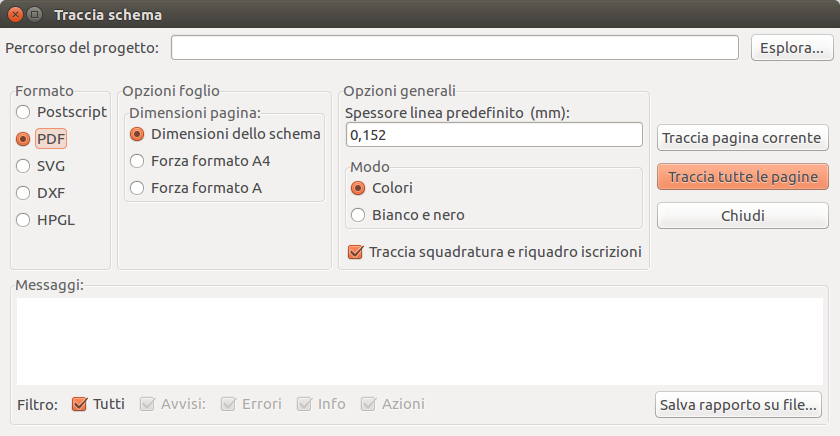 Traccia schema
Percorso del progetto:
Esplora...
Formato
Postscript
PDF
SVG
DXF
HPGL
Opzioni foglio
Dimensioni pagina:
Dimensioni dello schema
Forza formato A4
Forza formato A
Opzioni generali
Spessore linea predefinito (mm):
0,152
Modo
Colori
Bianco e nero
Traccia squadratura e riquadro iscrizioni
Traccia pagina corrente
Traccia tutte le pagine
Chiudi
Messaggi:
Filtro: Tutti Avvisi: Errori Info Azioni
Salva rapporto su file...